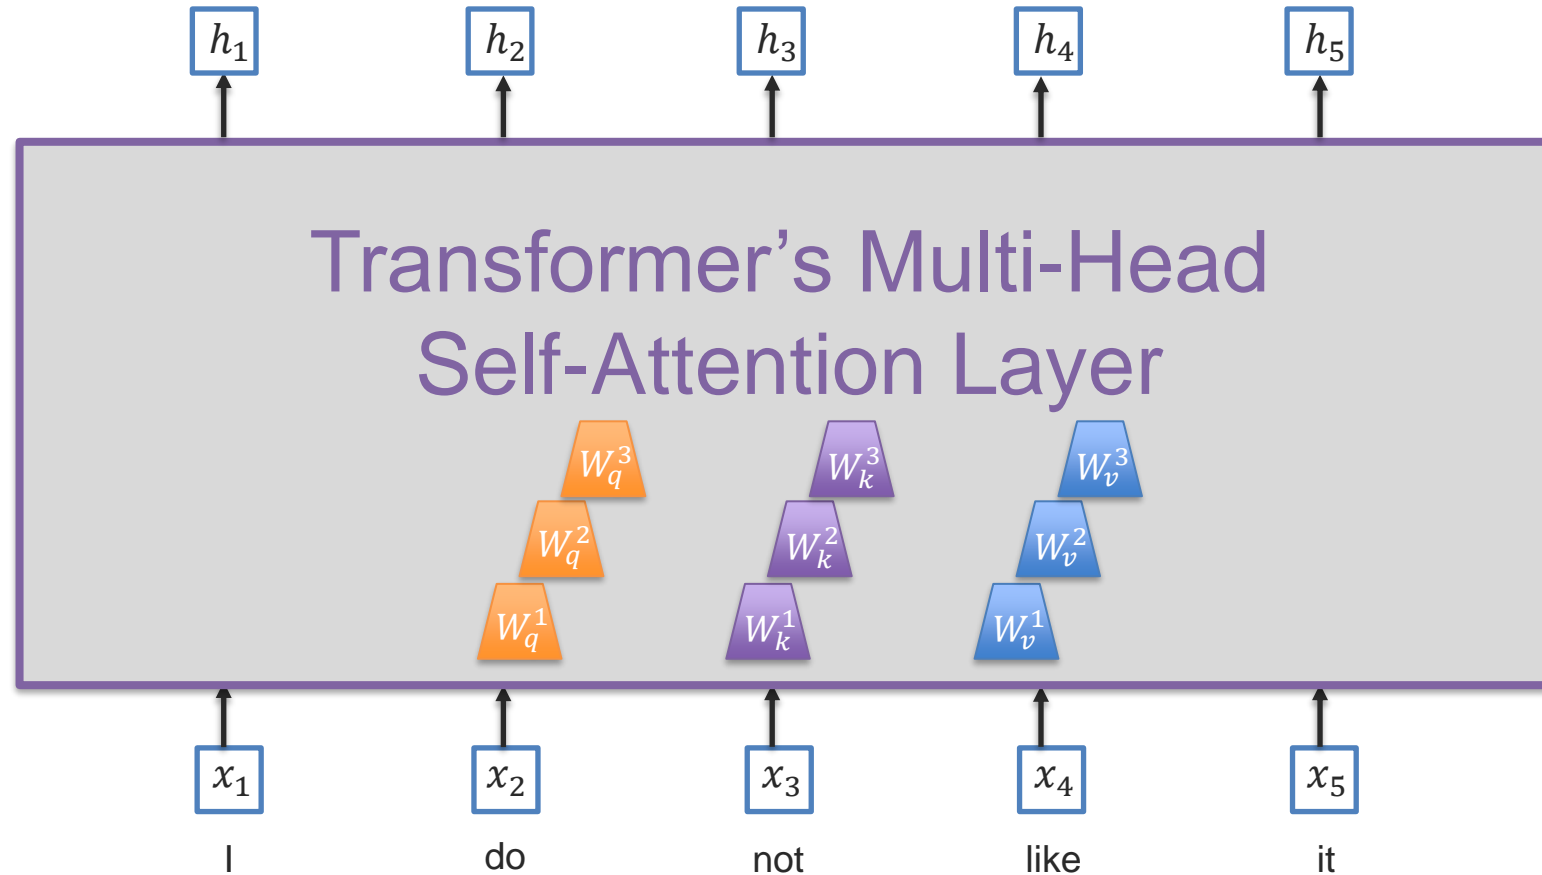 h₁ h₂ h₃ h₄ h₅
Transformer’s Multi-Head
Self-Attention Layer
W_q^3 W_k^3 W_v^3
W_q^2 W_k^2 W_v^2
W_q^1 W_k^1 W_v^1
x₁ x₂ x₃ x₄ x₅
I do not like it